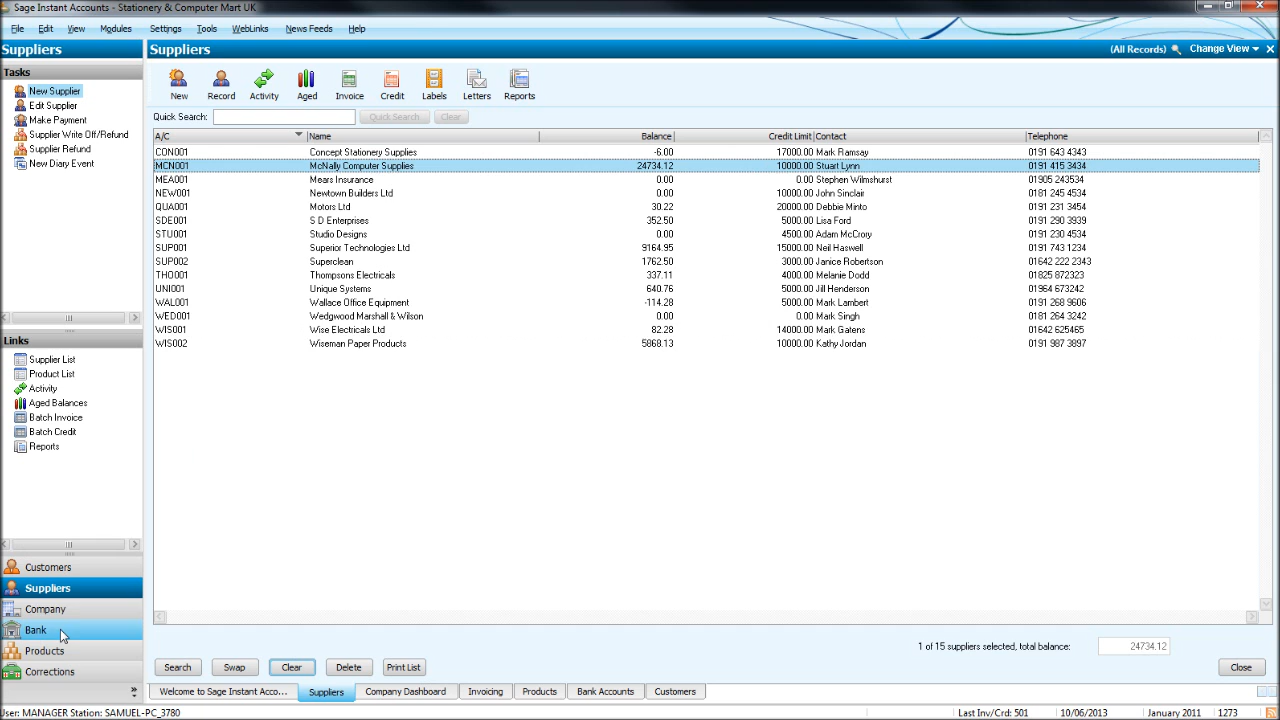 Sage Instant Accounts - Stationery & Computer Mart UK
File Edit View Modules Settings Tools WebLinks News Feeds Help
Suppliers
Tasks
New Supplier
Edit Supplier
Make Payment
Supplier Write Off/Refund
Supplier Refund
New Diary Event
Links
Supplier List
Product List
Activity
Aged Balances
Batch Invoice
Batch Credit
Reports
Customers
Suppliers
Company
Bank
Products
Corrections
Suppliers (All Records) Change View
New Record Activity Aged Invoice Credit Labels Letters Reports
Quick Search: Quick Search Clear
A/C Name Balance Credit Limit Contact Telephone
CON001 Concept Stationery Supplies -6.00 17000.00 Mark Ramsay 0191 643 4343
MCN001 McNally Computer Supplies 24734.12 10000.00 Stuart Lynn 0191 415 3434
MEA001 Mears Insurance 0.00 0.00 Stephen Wilmshurst 01905 243534
NEW001 Newtown Builders Ltd 0.00 10000.00 John Sinclair 0181 245 4534
QUA001 Motors Ltd 30.22 20000.00 Debbie Minto 0191 231 3454
SDE001 S D Enterprises 352.50 5000.00 Lisa Ford 0191 290 3939
STU001 Studio Designs 0.00 4500.00 Adam McCrory 0191 230 4534
SUP001 Superior Technologies Ltd 9164.95 15000.00 Neil Haswell 0191 743 1234
SUP002 Superclean 1762.50 3000.00 Janice Robertson 01642 222 2343
THO001 Thompsons Electricals 337.11 4000.00 Melanie Dodd 01825 872323
UNI001 Unique Systems 640.76 5000.00 Jill Henderson 01964 673242
WAL001 Wallace Office Equipment -114.28 5000.00 Mark Lambert 0191 268 9606
WED001 Wedgwood Marshall & Wilson 0.00 0.00 Mark Singh 0181 264 3242
WIS001 Wise Electricals Ltd 82.28 14000.00 Mark Gatens 01642 625465
WIS002 Wiseman Paper Products 5868.13 10000.00 Kathy Jordan 0191 987 3897
1 of 15 suppliers selected, total balance: 24734.12
Search Swap Clear Delete Print List Close
Welcome to Sage Instant Acco... Suppliers Company Dashboard Invoicing Products Bank Accounts Customers
User: MANAGER Station: SAMUEL-PC_3780 Last Inv/Crd: 501 10/06/2013 January 2011 1273